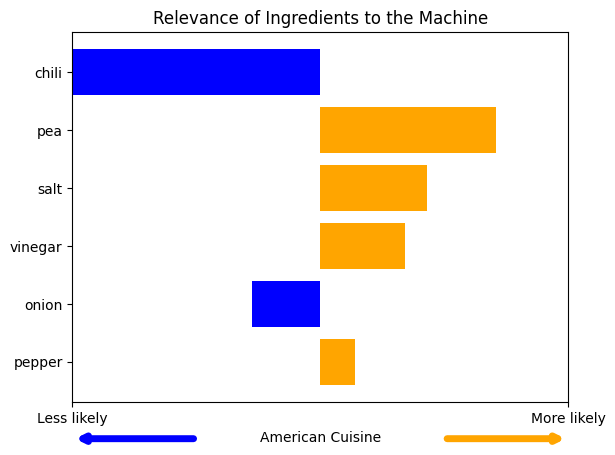 Relevance of Ingredients to the Machine
chili
pea
salt
vinegar
onion
pepper
Less likely
More likely
American Cuisine